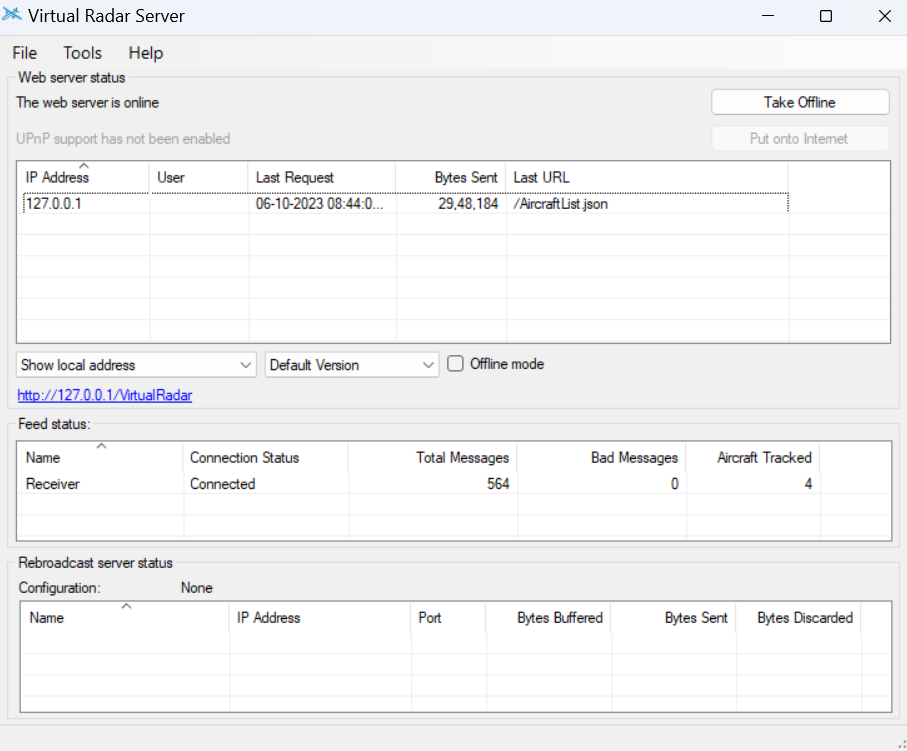 Virtual Radar Server
File Tools Help
Web server status
The web server is online
Take Offline
UPnP support has not been enabled
Put onto Internet
IP Address User Last Request Bytes Sent Last URL
127.0.0.1 06-10-2023 08:44:0... 29,48,184 /AircraftList.json
Show local address Default Version Offline mode
http://127.0.0.1/VirtualRadar
Feed status:
Name Connection Status Total Messages Bad Messages Aircraft Tracked
Receiver Connected 564 0 4
Rebroadcast server status
Configuration: None
Name IP Address Port Bytes Buffered Bytes Sent Bytes Discarded